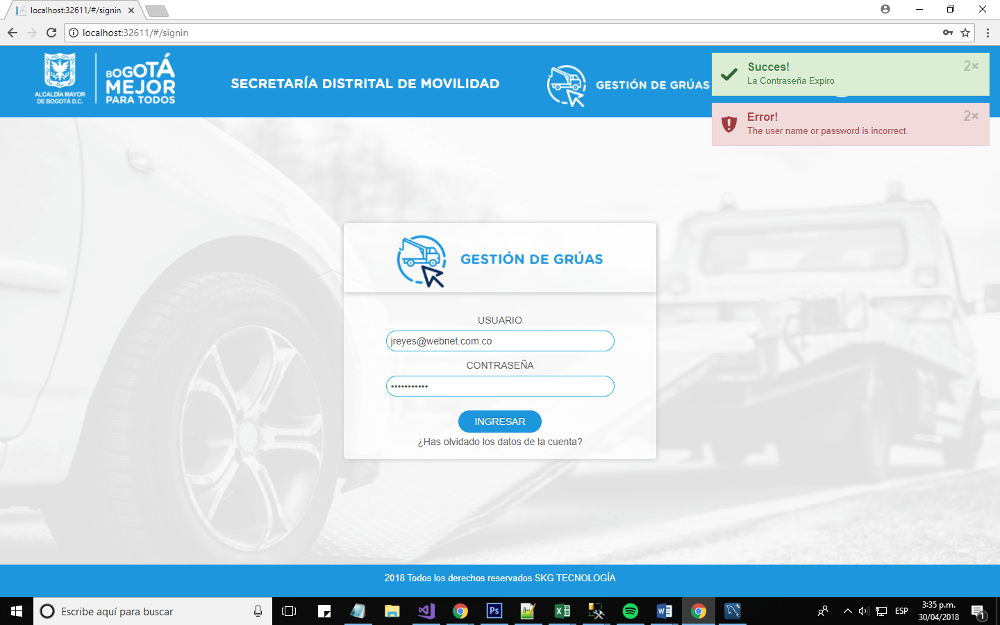 localhost:32611/#/signin
localhost:32611/#/signin
ALCALDÍA MAYOR
DE BOGOTÁ D.C.
BOGOTÁ
MEJOR
PARA TODOS
SECRETARÍA DISTRITAL DE MOVILIDAD
GESTIÓN DE GRÚAS
Succes!
2×
La Contraseña Expiro
Error!
2×
The user name or password is incorrect.
GESTIÓN DE GRÚAS
USUARIO
jreyes@webnet.com.co
CONTRASEÑA
•••••••••••
INGRESAR
¿Has olvidado los datos de la cuenta?
2018 Todos los derechos reservados SKG TECNOLOGÍA
Escribe aquí para buscar
Ps
ESP
3:35 p.m.
30/04/2018
1